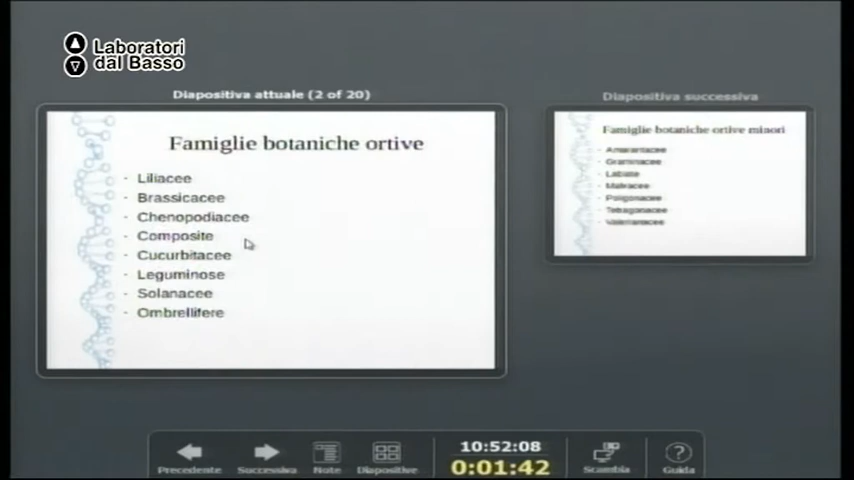 Laboratori
dal Basso
Diapositiva attuale (2 of 20)
Famiglie botaniche ortive
- Liliacee
- Brassicacee
- Chenopodiacee
- Composite
- Cucurbitacee
- Leguminose
- Solanacee
- Ombrellifere
Diapositiva successiva
Famiglie botaniche ortive minori
- Amarantacee
- Graminacee
- Labiate
- Malvacee
- Poligonacee
- Tetragonacee
- Valerianacee
Precedente
Successiva
Note
Diapositive
10:52:08
0:01:42
Scambia
Guida